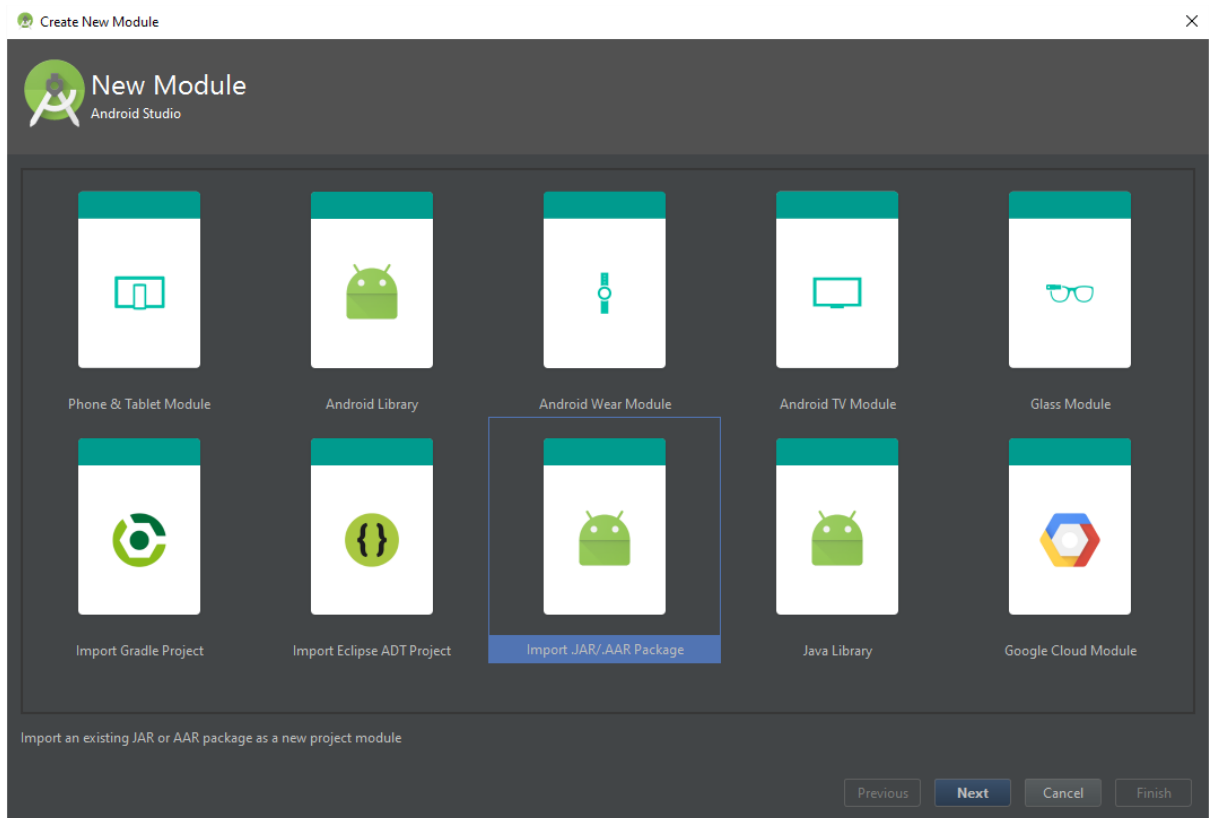 Create New Module
New Module
Android Studio
Phone & Tablet Module
Android Library
Android Wear Module
Android TV Module
Glass Module
{}
Import Gradle Project
Import Eclipse ADT Project
Import .JAR/.AAR Package
Java Library
Google Cloud Module
Import an existing JAR or AAR package as a new project module
Previous
Next
Cancel
Finish